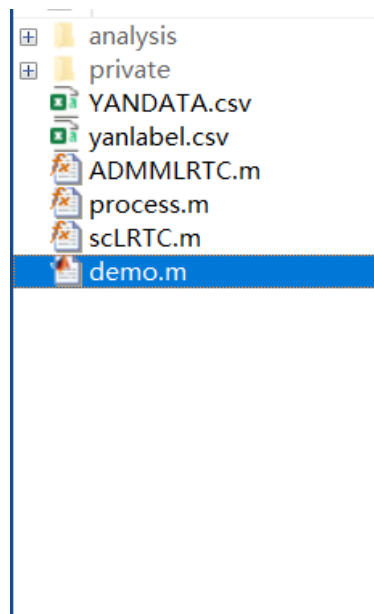 analysis
private
YANDATA.csv
yanlabel.csv
ADMMLRTC.m
process.m
scLRTC.m
demo.m